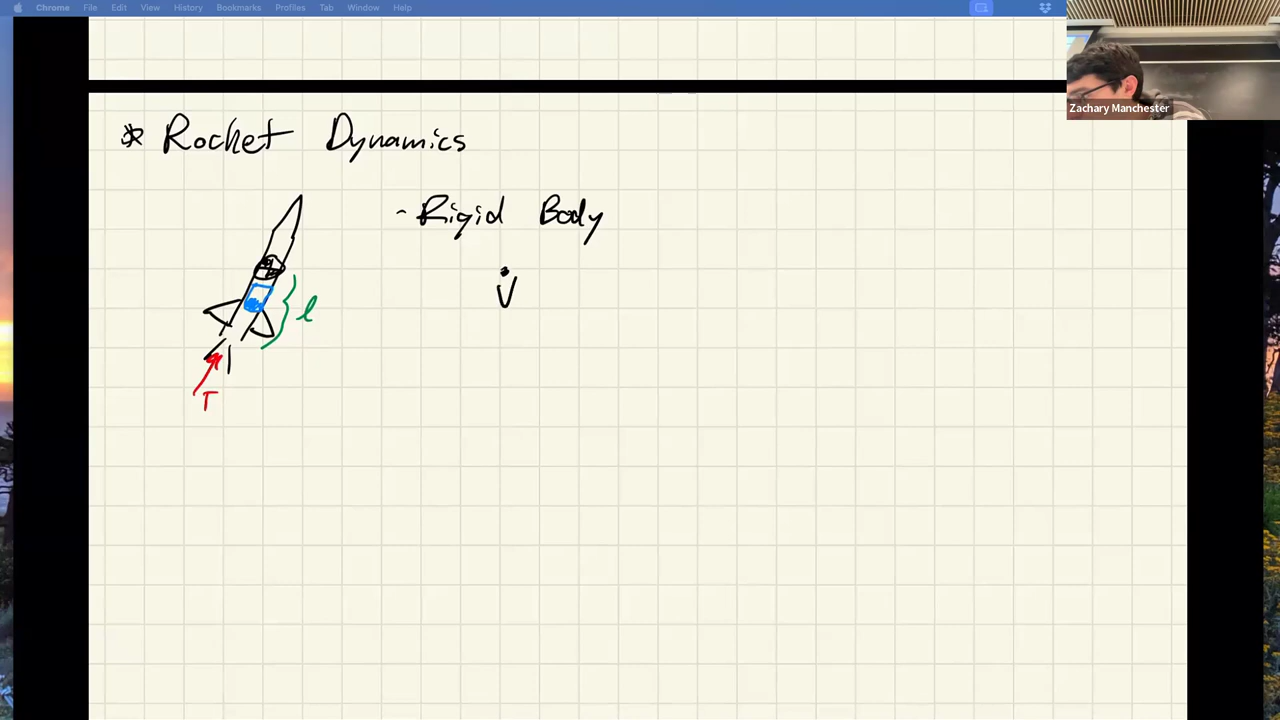 Chrome File Edit View History Bookmarks Profiles Tab Window Help
Zachary Manchester
* Rocket Dynamics
- Rigid Body
v̇
l
T